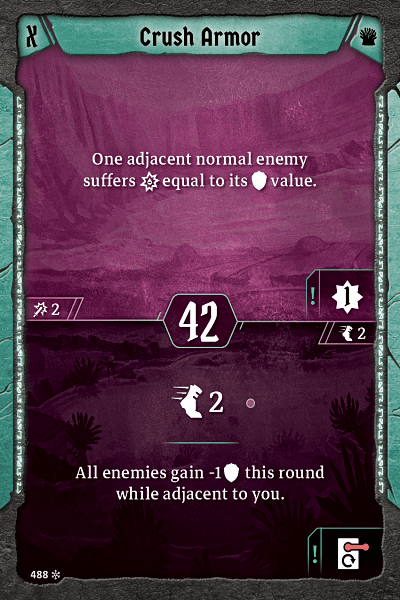 X
Crush Armor
One adjacent normal enemy
suffers equal to its value.
! 1
2
42
2
2
All enemies gain -1 this round
while adjacent to you.
!
488